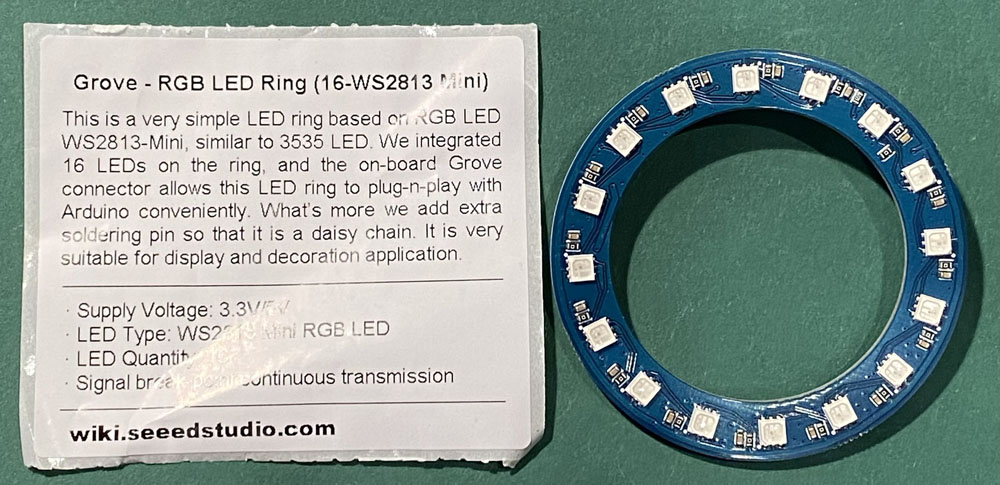 Grove - RGB LED Ring (16-WS2813 Mini)
This is a very simple LED ring based on RGB LED
WS2813-Mini, similar to 3535 LED. We integrated
16 LEDs on the ring, and the on-board Grove
connector allows this LED ring to plug-n-play with
Arduino conveniently. What's more we add extra
soldering pin so that it is a daisy chain. It is very
suitable for display and decoration application.
· Supply Voltage: 3.3V/5V
· LED Type: WS2813 Mini RGB LED
· LED Quantity
· Signal break-point continuous transmission
wiki.seeedstudio.com